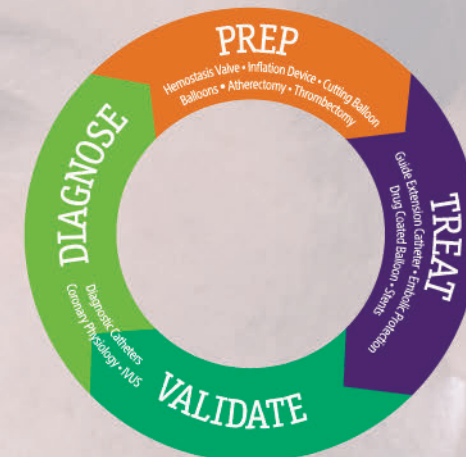 PREP
Hemostasis Valve • Inflation Device • Cutting Balloon
Balloons • Atherectomy • Thrombectomy
TREAT
Guide Extension Catheter • Embolic Protection
Drug Coated Balloon • Stents
VALIDATE
DIAGNOSE
Diagnostic Catheters
Coronary Physiology • IVUS